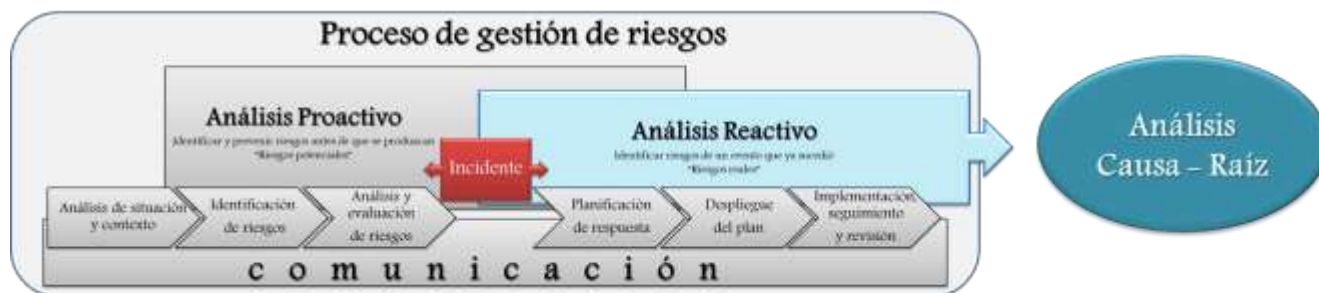 Proceso de gestión de riesgos
Análisis Proactivo
Identificar y prevenir riesgos antes de que se produzcan
"Riesgos potenciales"
Incidente
Análisis Reactivo
Identificar riesgos de un evento que ya sucedió
"Riesgos reales"
Análisis de situación
y contexto
Identificación
de riesgos
Análisis y
evaluación
de riesgos
Planificación
de respuesta
Despliegue
del plan
Implementación,
seguimiento
y revisión
comunicación
Análisis
Causa – Raíz